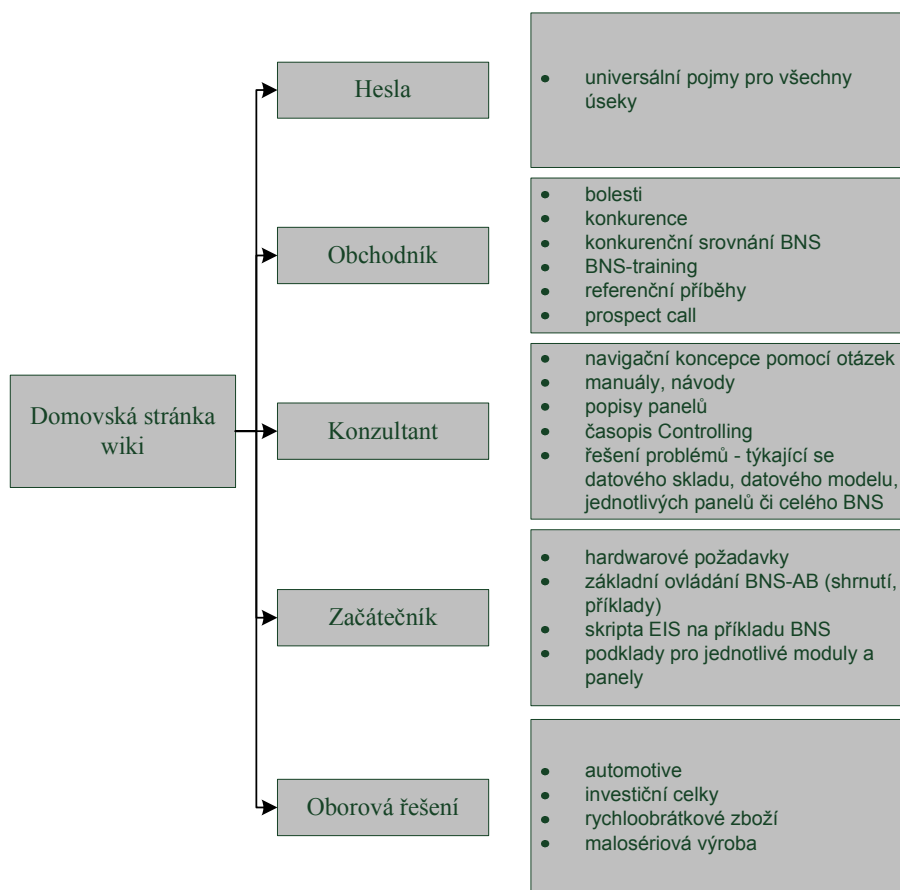 Domovská stránka
wiki
Hesla
• universální pojmy pro všechny
úseky
Obchodník
• bolesti
• konkurence
• konkurenční srovnání BNS
• BNS-training
• referenční příběhy
• prospect call
Konzultant
• navigační koncepce pomocí otázek
• manuály, návody
• popisy panelů
• časopis Controlling
• řešení problémů - týkající se
datového skladu, datového modelu,
jednotlivých panelů či celého BNS
Začátečník
• hardwarové požadavky
• základní ovládání BNS-AB (shrnutí,
příklady)
• skripta EIS na příkladu BNS
• podklady pro jednotlivé moduly a
panely
Oborová řešení
• automotive
• investiční celky
• rychloobrátkové zboží
• malosériová výroba